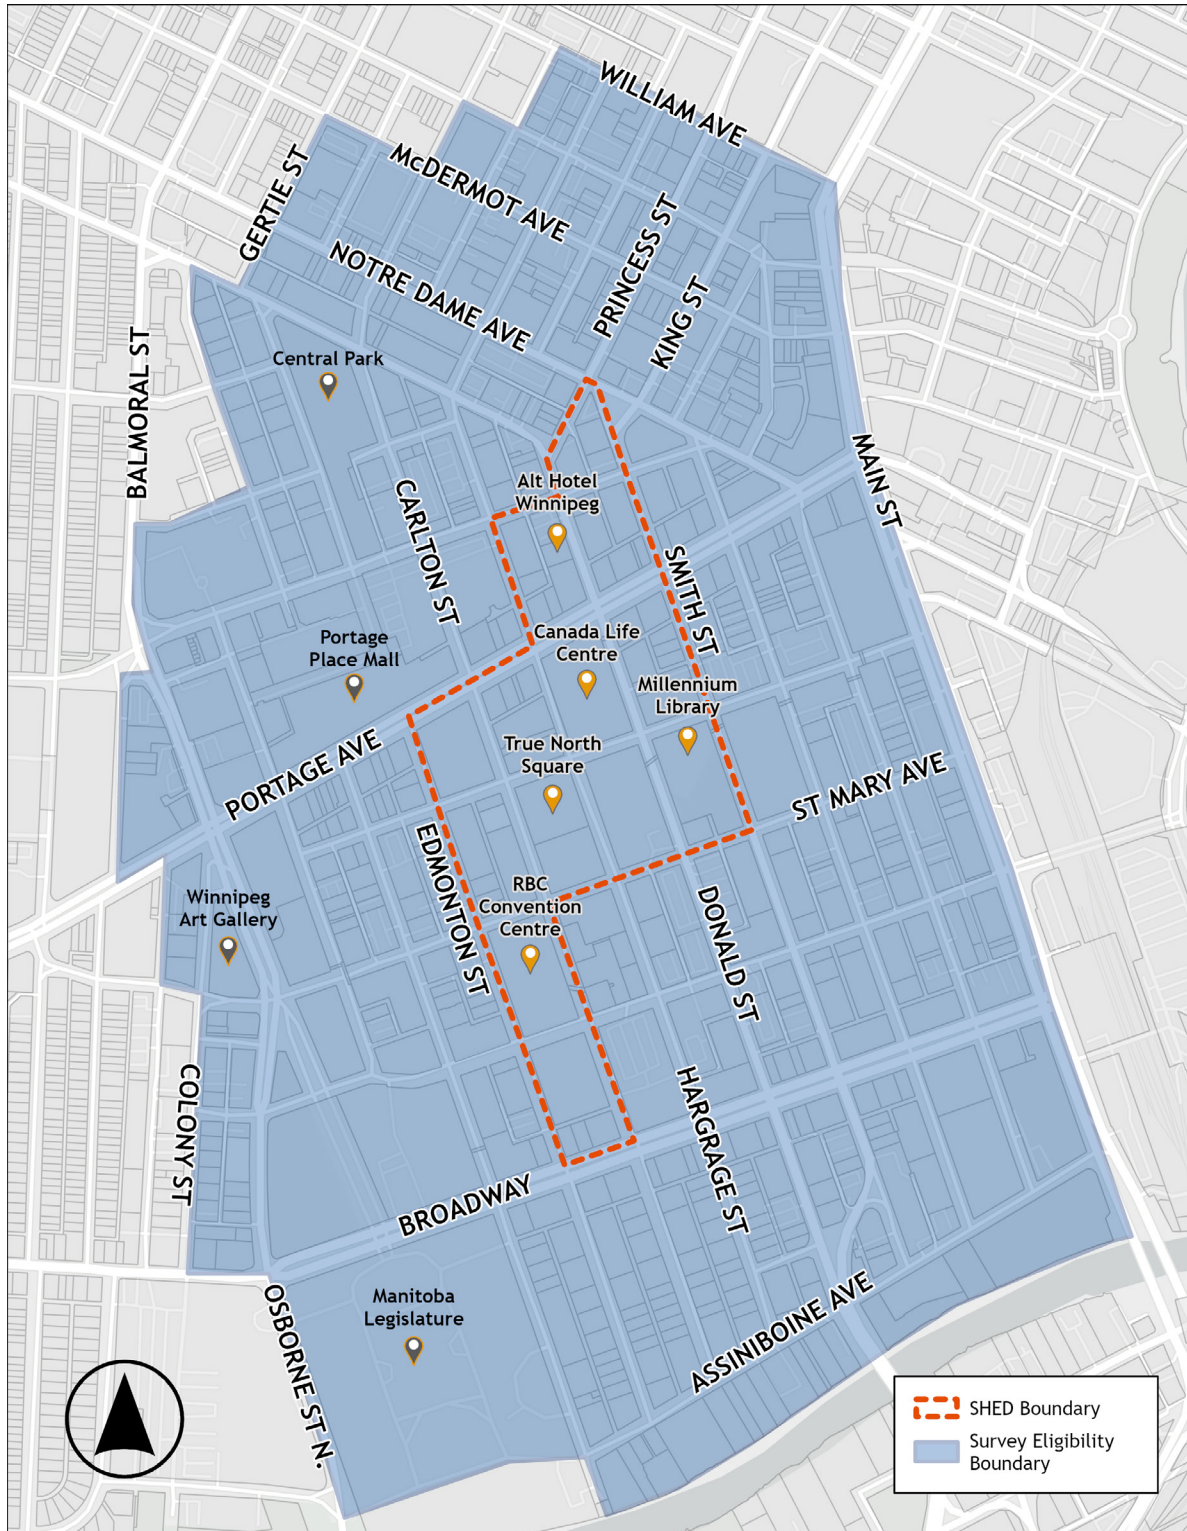 WILLIAM AVE
McDERMOT AVE
GERTIE ST
PRINCESS ST
NOTRE DAME AVE
KING ST
BALMORAL ST
Central Park
MAIN ST
Alt Hotel
Winnipeg
CARLTON ST
SMITH ST
Canada Life
Centre
Portage
Place Mall
Millennium
Library
True North
Square
PORTAGE AVE
ST MARY AVE
EDMONTON ST
RBC
Convention
Centre
Winnipeg
Art Gallery
DONALD ST
COLONY ST
HARGRAGE ST
BROADWAY
OSBORNE ST N.
Manitoba
Legislature
ASSINIBOINE AVE
SHED Boundary
Survey Eligibility
Boundary